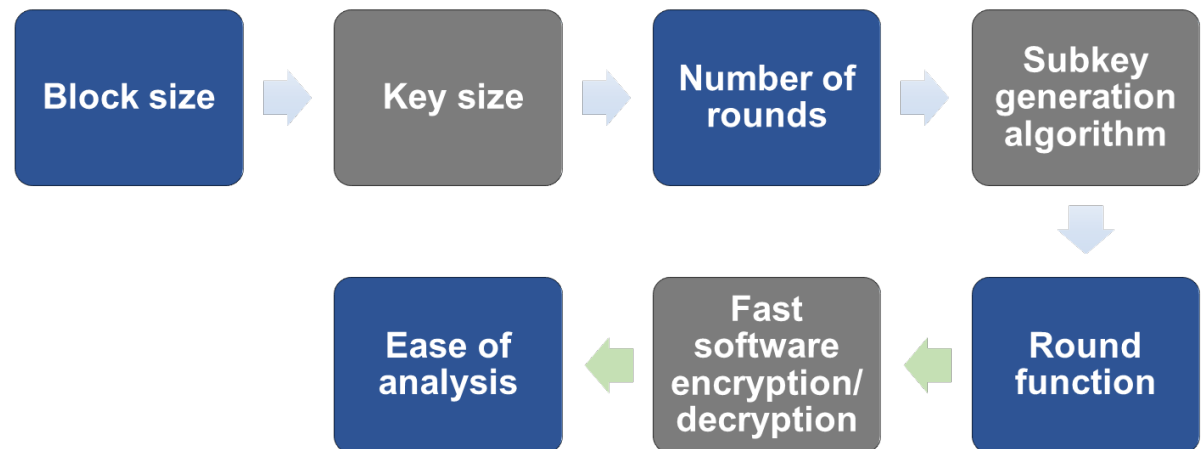 Block size
Key size
Number of
rounds
Subkey
generation
algorithm
Round
function
Fast
software
encryption/
decryption
Ease of
analysis